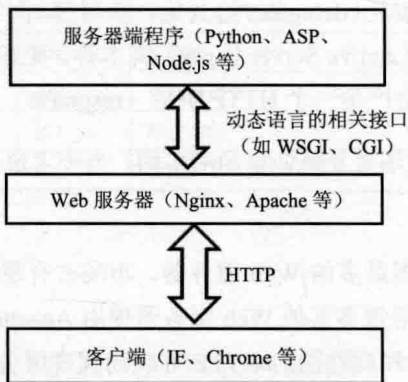 服务器端程序（Python、ASP、
Node.js 等）
动态语言的相关接口
（如 WSGI、CGI）
Web 服务器（Nginx、Apache 等）
HTTP
客户端（IE、Chrome 等）